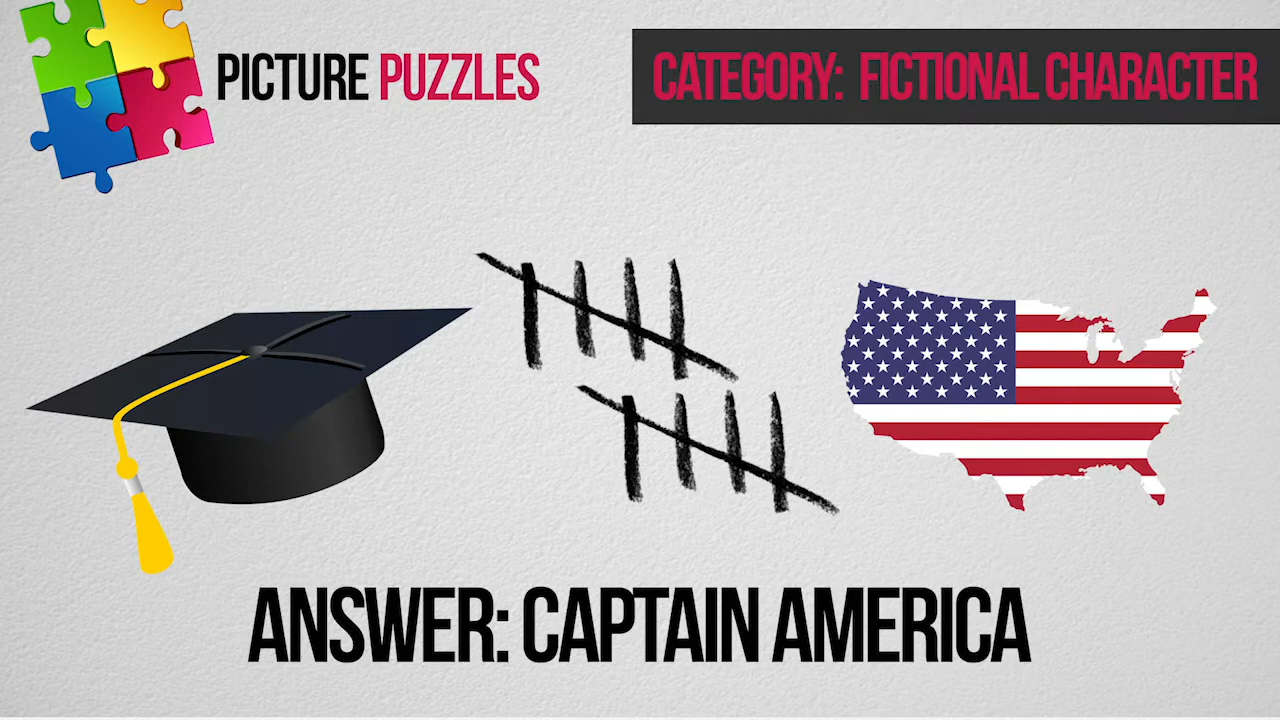 PICTURE PUZZLES
CATEGORY: FICTIONAL CHARACTER
ANSWER: CAPTAIN AMERICA